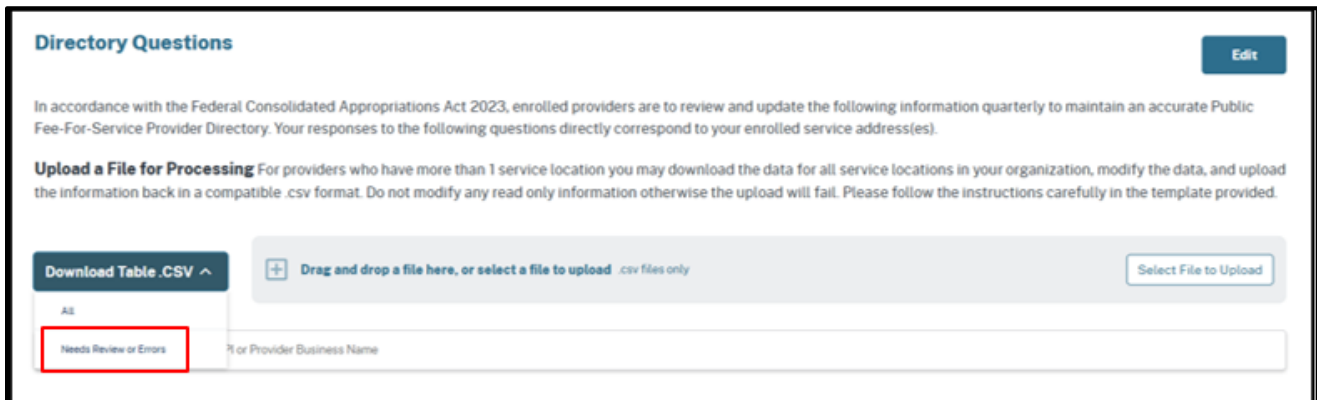 Directory Questions
Edit
In accordance with the Federal Consolidated Appropriations Act 2023, enrolled providers are to review and update the following information quarterly to maintain an accurate Public
Fee-For-Service Provider Directory. Your responses to the following questions directly correspond to your enrolled service address(es).
Upload a File for Processing For providers who have more than 1 service location you may download the data for all service locations in your organization, modify the data, and upload
the information back in a compatible .csv format. Do not modify any read only information otherwise the upload will fail. Please follow the instructions carefully in the template provided.
Download Table .CSV
Drag and drop a file here, or select a file to upload .csv files only
Select File to Upload
All
Needs Review or Errors
or Provider Business Name